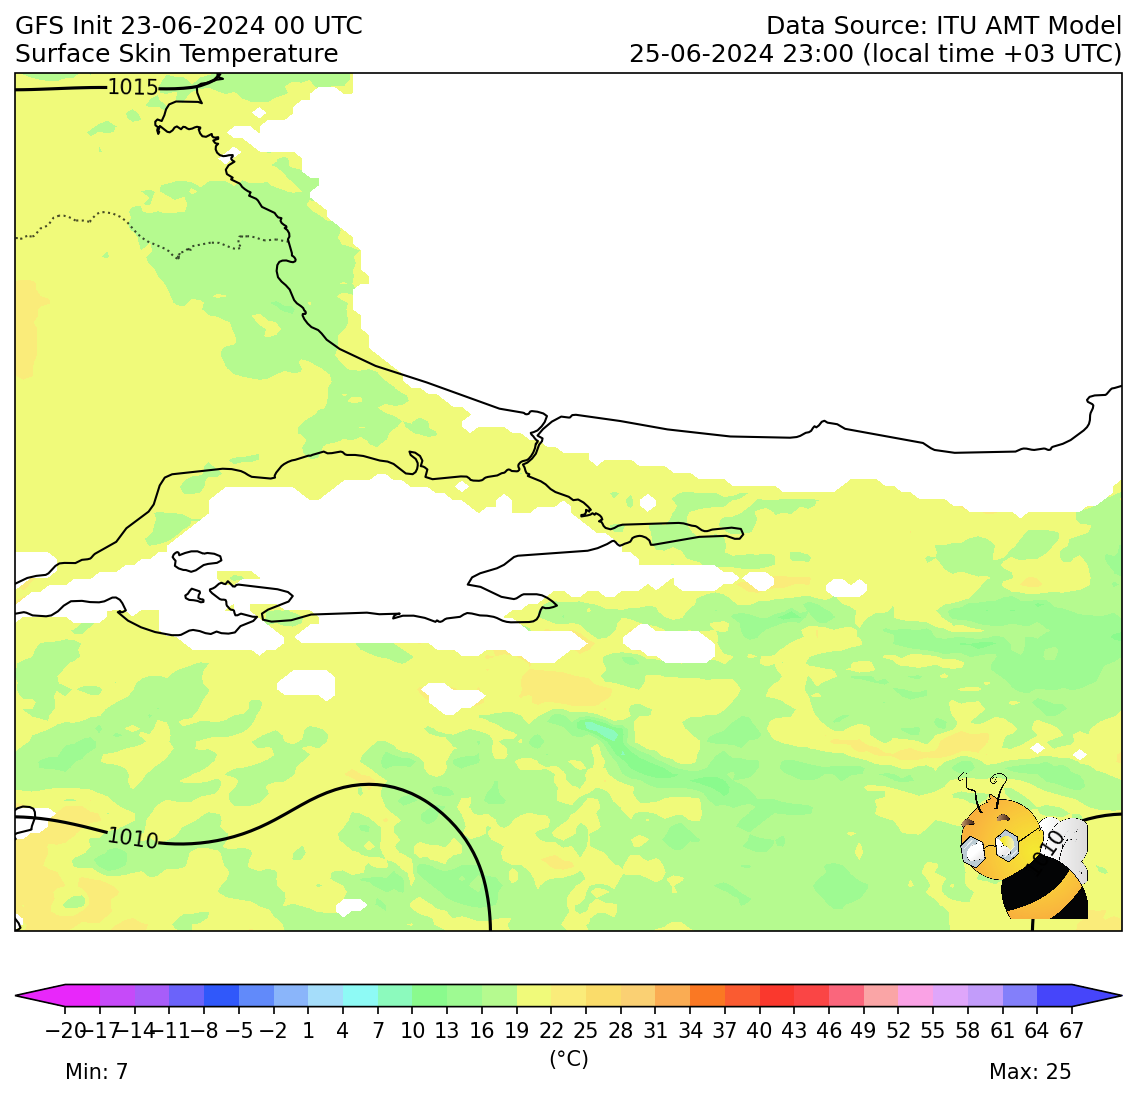 GFS Init 23-06-2024 00 UTC
Data Source: ITU AMT Model
Surface Skin Temperature
25-06-2024 23:00 (local time +03 UTC)
1015
1010
010
−20 −17 −14 −11 −8 −5 −2 1 4 7 10 13 16 19 22 25 28 31 34 37 40 43 46 49 52 55 58 61 64 67
(°C)
Min: 7
Max: 25